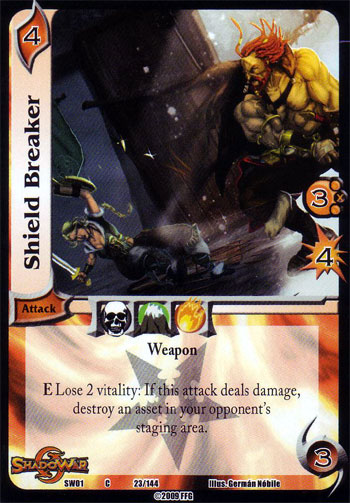 4
Shield Breaker
3
4
Attack
Weapon
E Lose 2 vitality: If this attack deals damage,
destroy an asset in your opponent's
staging area.
3
SHADOWAR
SW01 C 23/144 Illus. Germán Nóbile
©2009 FFG